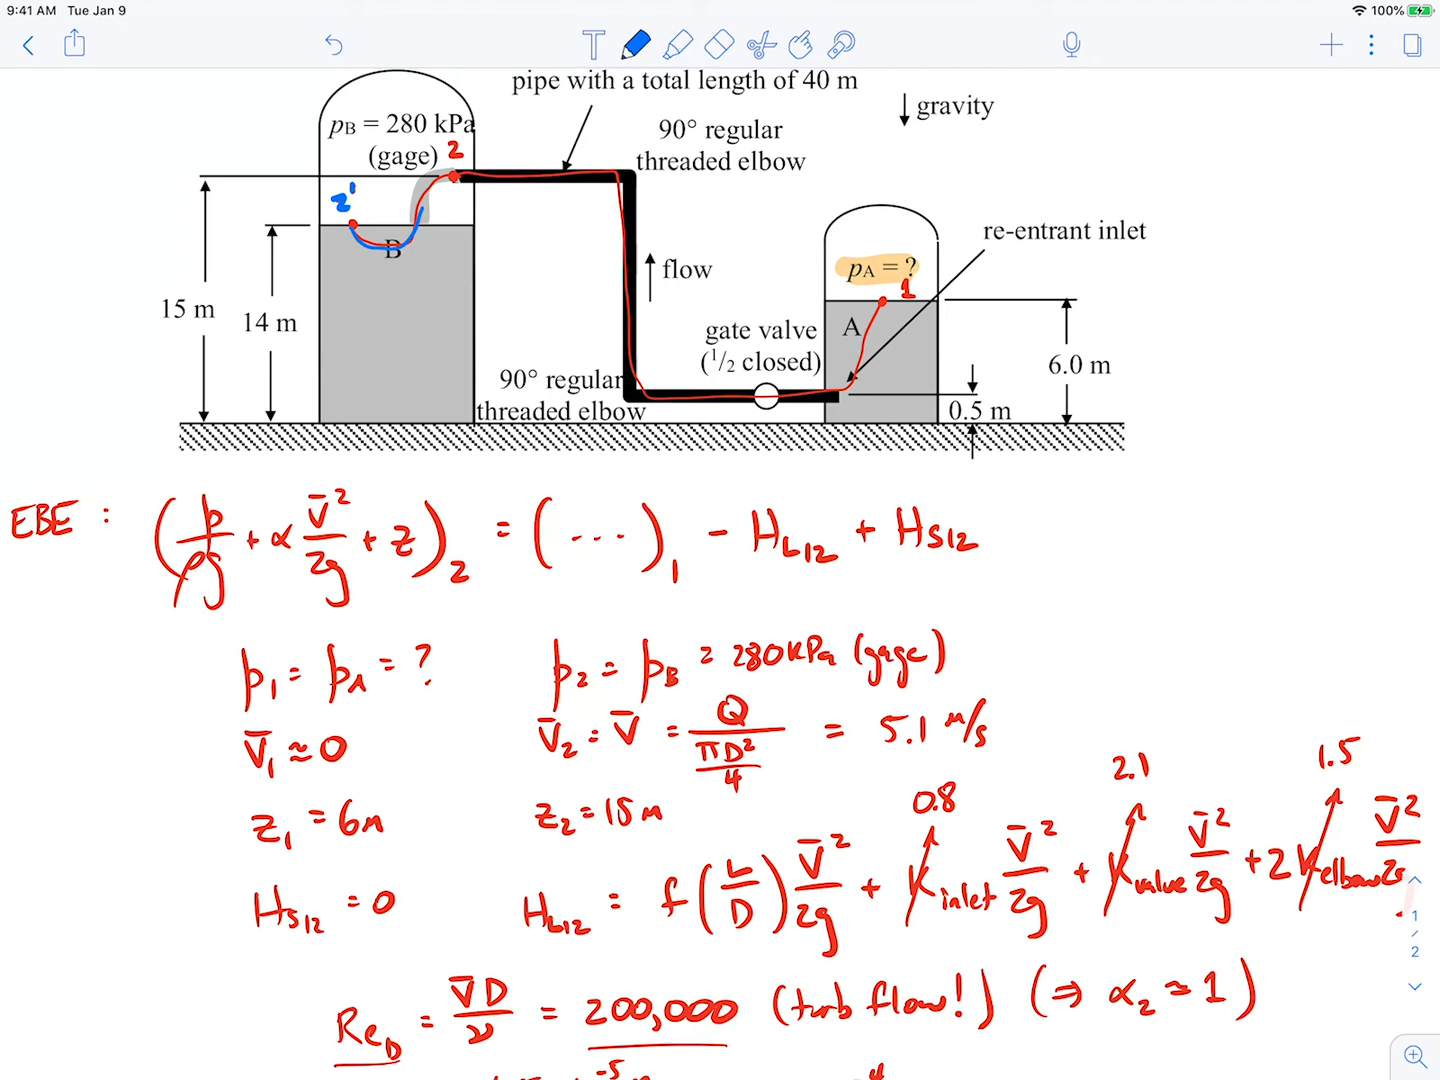 9:41 AM Tue Jan 9
100%
pipe with a total length of 40 m
pB = 280 kPa
(gage)
2
90° regular
threaded elbow
gravity
2'
B
15 m
14 m
flow
re-entrant inlet
pA = ?
1
A
gate valve
(1/2 closed)
6.0 m
90° regular
threaded elbow
0.5 m
EBE : (p/ρg + α V̄²/2g + z)₂ = (...)₁ - HL12 + HS12
p₁ = pA = ? p₂ = pB = 280 kPa (gage)
V̄₁ ≈ 0 V̄₂ = V̄ = Q/(πD²/4) = 5.1 m/s
z₁ = 6m z₂ = 15m
0.8 2.1 1.5
HS12 = 0 HL12 = f(L/D) V̄²/2g + Kinlet V̄²/2g + Kvalve V̄²/2g + 2 Kelbow V̄²/2g
1
/
2
ReD = V̄D/ν = 200,000 (turb flow!) (⇒ α₂ ≈ 1)